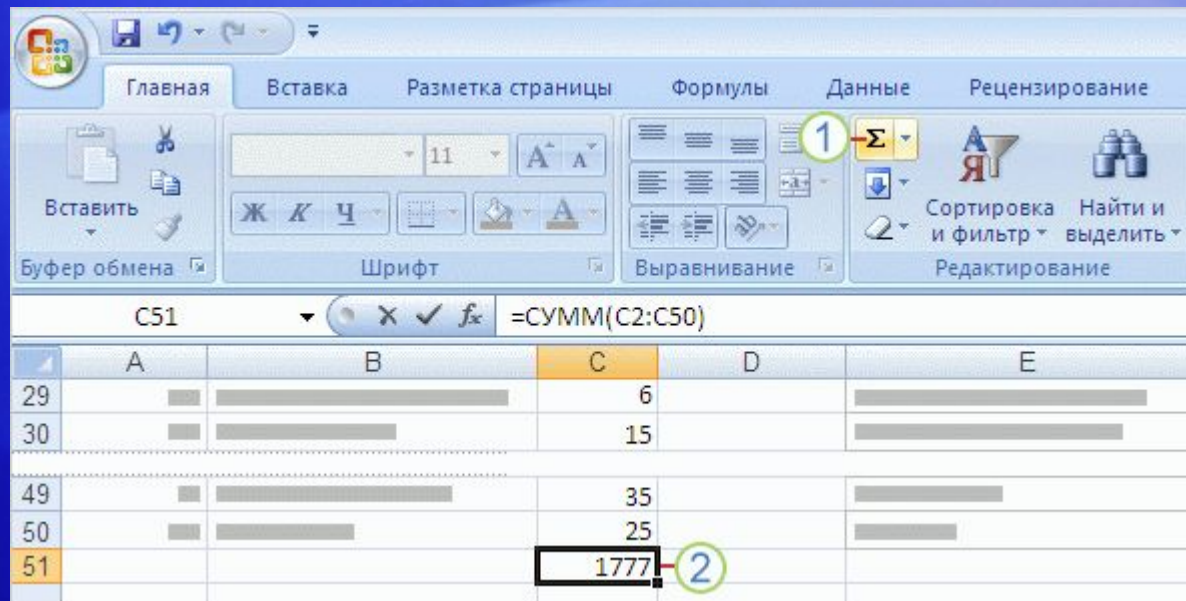 Главная Вставка Разметка страницы Формулы Данные Рецензирование
11 A A 1 Σ А Я
Вставить Ж К Ч A a Сортировка и фильтр Найти и выделить
Буфер обмена Шрифт Выравнивание Редактирование
C51 fx =СУММ(C2:C50)
A B C D E
29 6
30 15
49 35
50 25
51 1777 2